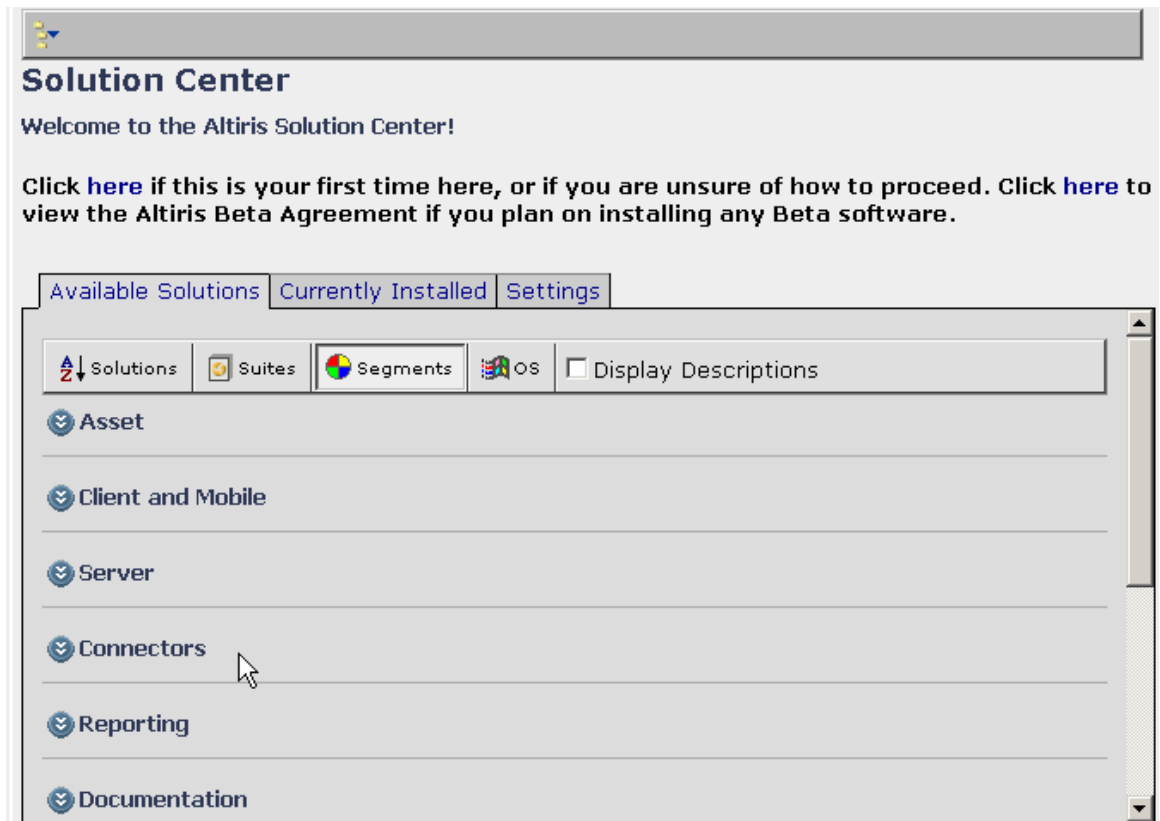 Solution Center
Welcome to the Altiris Solution Center!
Click here if this is your first time here, or if you are unsure of how to proceed. Click here to
view the Altiris Beta Agreement if you plan on installing any Beta software.
Available Solutions Currently Installed Settings
AZ Solutions Suites Segments OS Display Descriptions
Asset
Client and Mobile
Server
Connectors
Reporting
Documentation